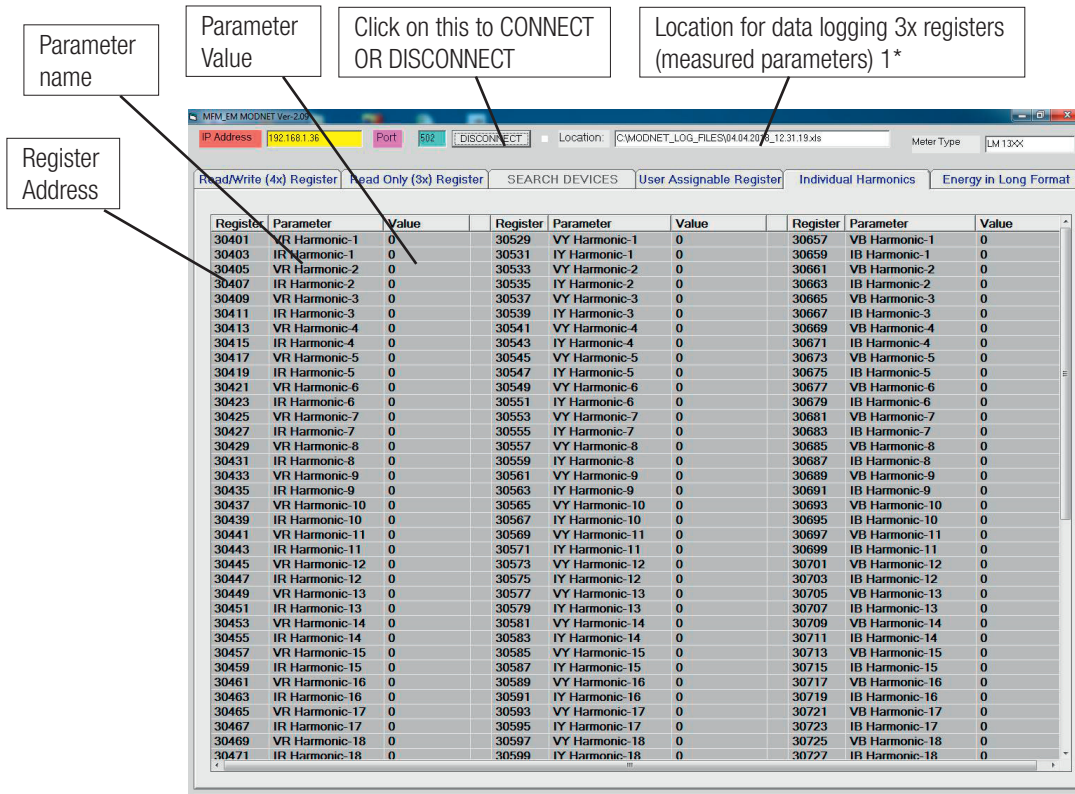 Parameter
name
Parameter
Value
Click on this to CONNECT
OR DISCONNECT
Location for data logging 3x registers
(measured parameters) 1*
Register
Address
MFM_EM MODNET Ver-2.09
IP Address 192.168.1.36 Port 502 DISCONNECT Location: C:\MODNET_LOG_FILES\04.04.2018_12.31.19.xls Meter Type LM 13XX
Read/Write (4x) Register Read Only (3x) Register SEARCH DEVICES User Assignable Register Individual Harmonics Energy in Long Format
Register Parameter Value Register Parameter Value Register Parameter Value
30401 VR Harmonic-1 0 30529 VY Harmonic-1 0 30657 VB Harmonic-1 0
30403 IR Harmonic-1 0 30531 IY Harmonic-1 0 30659 IB Harmonic-1 0
30405 VR Harmonic-2 0 30533 VY Harmonic-2 0 30661 VB Harmonic-2 0
30407 IR Harmonic-2 0 30535 IY Harmonic-2 0 30663 IB Harmonic-2 0
30409 VR Harmonic-3 0 30537 VY Harmonic-3 0 30665 VB Harmonic-3 0
30411 IR Harmonic-3 0 30539 IY Harmonic-3 0 30667 IB Harmonic-3 0
30413 VR Harmonic-4 0 30541 VY Harmonic-4 0 30669 VB Harmonic-4 0
30415 IR Harmonic-4 0 30543 IY Harmonic-4 0 30671 IB Harmonic-4 0
30417 VR Harmonic-5 0 30545 VY Harmonic-5 0 30673 VB Harmonic-5 0
30419 IR Harmonic-5 0 30547 IY Harmonic-5 0 30675 IB Harmonic-5 0
30421 VR Harmonic-6 0 30549 VY Harmonic-6 0 30677 VB Harmonic-6 0
30423 IR Harmonic-6 0 30551 IY Harmonic-6 0 30679 IB Harmonic-6 0
30425 VR Harmonic-7 0 30553 VY Harmonic-7 0 30681 VB Harmonic-7 0
30427 IR Harmonic-7 0 30555 IY Harmonic-7 0 30683 IB Harmonic-7 0
30429 VR Harmonic-8 0 30557 VY Harmonic-8 0 30685 VB Harmonic-8 0
30431 IR Harmonic-8 0 30559 IY Harmonic-8 0 30687 IB Harmonic-8 0
30433 VR Harmonic-9 0 30561 VY Harmonic-9 0 30689 VB Harmonic-9 0
30435 IR Harmonic-9 0 30563 IY Harmonic-9 0 30691 IB Harmonic-9 0
30437 VR Harmonic-10 0 30565 VY Harmonic-10 0 30693 VB Harmonic-10 0
30439 IR Harmonic-10 0 30567 IY Harmonic-10 0 30695 IB Harmonic-10 0
30441 VR Harmonic-11 0 30569 VY Harmonic-11 0 30697 VB Harmonic-11 0
30443 IR Harmonic-11 0 30571 IY Harmonic-11 0 30699 IB Harmonic-11 0
30445 VR Harmonic-12 0 30573 VY Harmonic-12 0 30701 VB Harmonic-12 0
30447 IR Harmonic-12 0 30575 IY Harmonic-12 0 30703 IB Harmonic-12 0
30449 VR Harmonic-13 0 30577 VY Harmonic-13 0 30705 VB Harmonic-13 0
30451 IR Harmonic-13 0 30579 IY Harmonic-13 0 30707 IB Harmonic-13 0
30453 VR Harmonic-14 0 30581 VY Harmonic-14 0 30709 VB Harmonic-14 0
30455 IR Harmonic-14 0 30583 IY Harmonic-14 0 30711 IB Harmonic-14 0
30457 VR Harmonic-15 0 30585 VY Harmonic-15 0 30713 VB Harmonic-15 0
30459 IR Harmonic-15 0 30587 IY Harmonic-15 0 30715 IB Harmonic-15 0
30461 VR Harmonic-16 0 30589 VY Harmonic-16 0 30717 VB Harmonic-16 0
30463 IR Harmonic-16 0 30591 IY Harmonic-16 0 30719 IB Harmonic-16 0
30465 VR Harmonic-17 0 30593 VY Harmonic-17 0 30721 VB Harmonic-17 0
30467 IR Harmonic-17 0 30595 IY Harmonic-17 0 30723 IB Harmonic-17 0
30469 VR Harmonic-18 0 30597 VY Harmonic-18 0 30725 VB Harmonic-18 0
30471 IR Harmonic-18 0 30599 IY Harmonic-18 0 30727 IB Harmonic-18 0